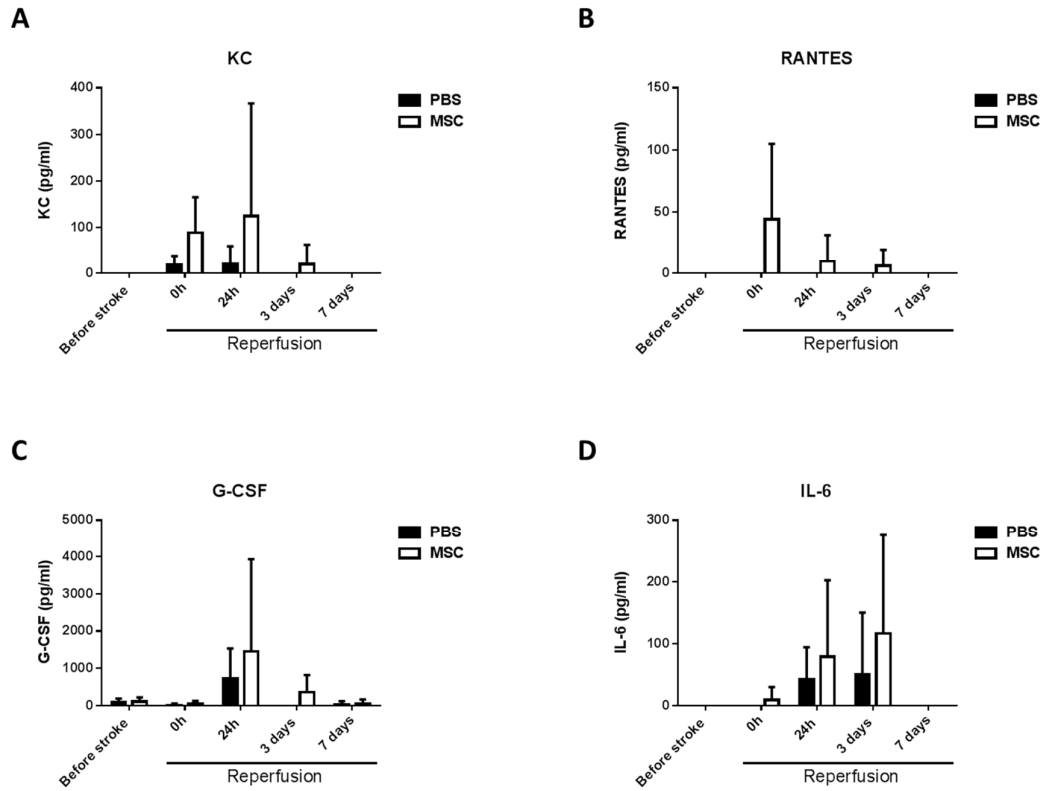 A
KC
KC (pg/ml)
400
300
200
100
0
PBS
MSC
Before stroke
0h
24h
3 days
7 days
Reperfusion
B
RANTES
RANTES (pg/ml)
150
100
50
0
PBS
MSC
Before stroke
0h
24h
3 days
7 days
Reperfusion
C
G-CSF
G-CSF (pg/ml)
5000
4000
3000
2000
1000
0
PBS
MSC
Before stroke
0h
24h
3 days
7 days
Reperfusion
D
IL-6
IL-6 (pg/ml)
300
200
100
0
PBS
MSC
Before stroke
0h
24h
3 days
7 days
Reperfusion